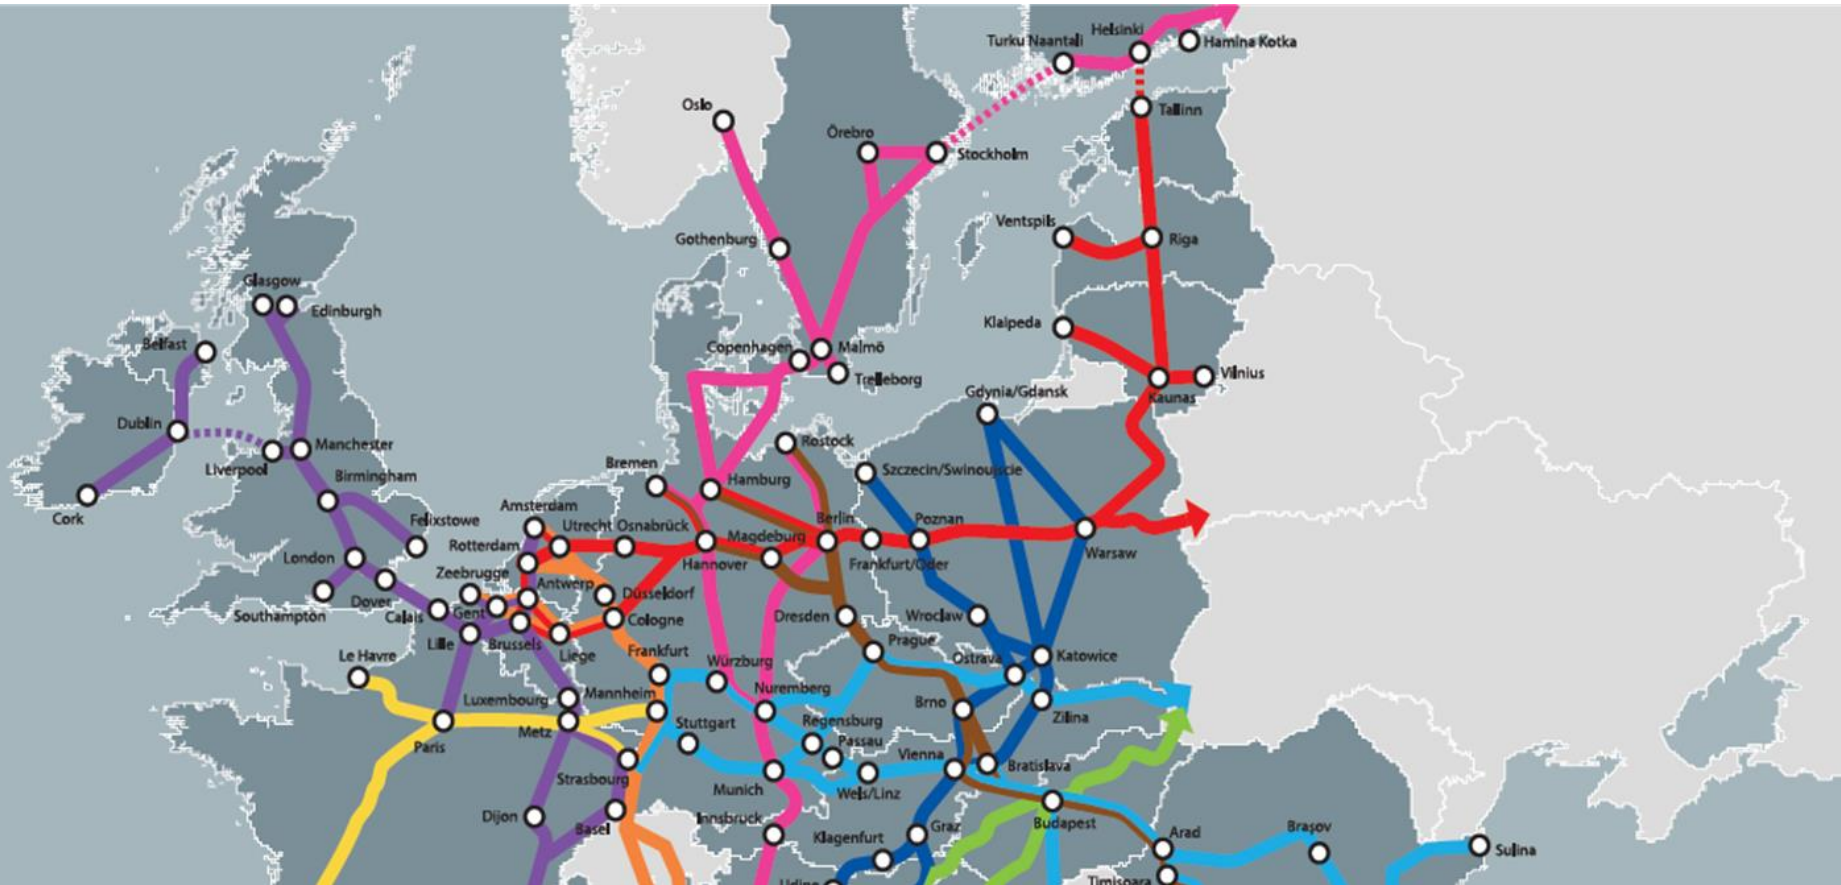 Helsinki
Turku Naantali
Hamina Kotka
Oslo
Tallinn
Örebro
Stockholm
Ventspils
Gothenburg
Riga
Glasgow
Edinburgh
Klaipeda
Belfast
Copenhagen
Malmö
Trelleborg
Vilnius
Gdynia/Gdansk
Kaunas
Dublin
Manchester
Rostock
Liverpool
Bremen
Szczecin/Swinoujscie
Birmingham
Hamburg
Cork
Amsterdam
Felixstowe
Utrecht
Osnabrück
Berlin
Poznan
Rotterdam
Magdeburg
London
Hannover
Frankfurt/Oder
Warsaw
Zeebrugge
Antwerp
Düsseldorf
Dover
Southampton
Calais
Gent
Dresden
Wroclaw
Cologne
Lille
Brussels
Liege
Prague
Le Havre
Frankfurt
Würzburg
Ostrava
Katowice
Luxembourg
Mannheim
Nuremberg
Brno
Zilina
Stuttgart
Regensburg
Metz
Paris
Passau
Vienna
Bratislava
Strasbourg
Munich
Wels/Linz
Dijon
Basel
Innsbruck
Klagenfurt
Graz
Budapest
Arad
Braşov
Sulina
Timişoara
Udine